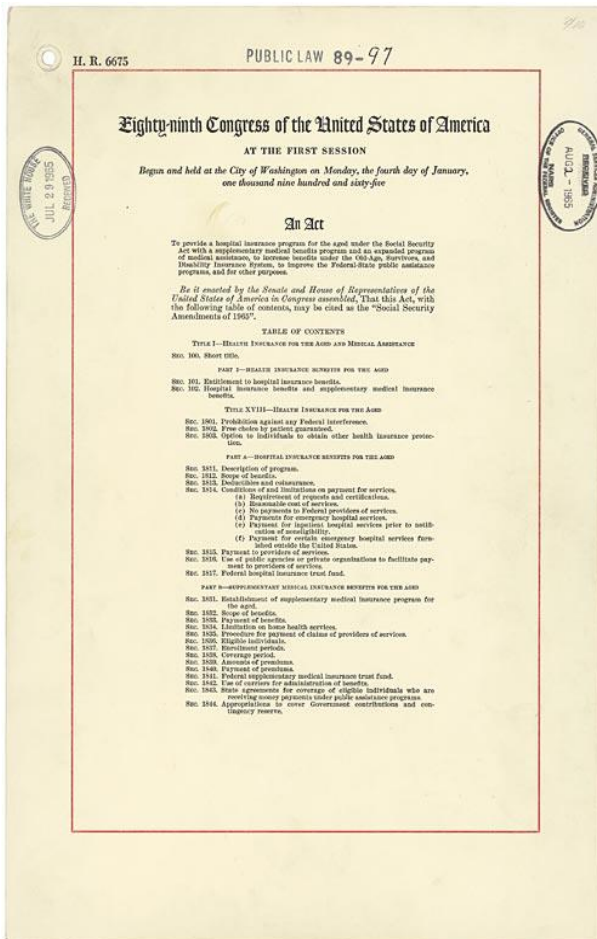 H. R. 6675
PUBLIC LAW 89-97
Eighty-ninth Congress of the United States of America
AT THE FIRST SESSION
Begun and held at the City of Washington on Monday, the fourth day of January,
one thousand nine hundred and sixty-five
THE WHITE HOUSE
JUL 29 1965
RECEIVED
GENERAL SERVICES ADMINISTRATION
RECEIVED
AUG 2 - 1965
NARS
OFFICE OF THE FEDERAL REGISTER
An Act
To provide a hospital insurance program for the aged under the Social Security
Act with a supplementary medical benefits program and an expanded program
of medical assistance, to increase benefits under the Old-Age, Survivors, and
Disability Insurance System, to improve the Federal-State public assistance
programs, and for other purposes.
Be it enacted by the Senate and House of Representatives of the
United States of America in Congress assembled, That this Act, with
the following table of contents, may be cited as the "Social Security
Amendments of 1965".
TABLE OF CONTENTS
TITLE I—HEALTH INSURANCE FOR THE AGED AND MEDICAL ASSISTANCE
SEC. 100. Short title.
PART 1—HEALTH INSURANCE BENEFITS FOR THE AGED
SEC. 101. Entitlement to hospital insurance benefits.
SEC. 102. Hospital insurance benefits and supplementary medical insurance
benefits.
TITLE XVIII—HEALTH INSURANCE FOR THE AGED
SEC. 1801. Prohibition against any Federal interference.
SEC. 1802. Free choice by patient guaranteed.
SEC. 1803. Option to individuals to obtain other health insurance protec-
tion.
PART A—HOSPITAL INSURANCE BENEFITS FOR THE AGED
SEC. 1811. Description of program.
SEC. 1812. Scope of benefits.
SEC. 1813. Deductibles and coinsurance.
SEC. 1814. Conditions of and limitations on payment for services.
(a) Requirement of requests and certifications.
(b) Reasonable cost of services.
(c) No payments to Federal providers of services.
(d) Payments for emergency hospital services.
(e) Payment for inpatient hospital services prior to notifi-
cation of noneligibility.
(f) Payment for certain emergency hospital services furn-
ished outside the United States.
SEC. 1815. Payment to providers of services.
SEC. 1816. Use of public agencies or private organizations to facilitate pay-
ment to providers of services.
SEC. 1817. Federal hospital insurance trust fund.
PART B—SUPPLEMENTARY MEDICAL INSURANCE BENEFITS FOR THE AGED
SEC. 1831. Establishment of supplementary medical insurance program for
the aged.
SEC. 1832. Scope of benefits.
SEC. 1833. Payment of benefits.
SEC. 1834. Limitation on home health services.
SEC. 1835. Procedure for payment of claims of providers of services.
SEC. 1836. Eligible individuals.
SEC. 1837. Enrollment periods.
SEC. 1838. Coverage period.
SEC. 1839. Amounts of premiums.
SEC. 1840. Payment of premiums.
SEC. 1841. Federal supplementary medical insurance trust fund.
SEC. 1842. Use of carriers for administration of benefits.
SEC. 1843. State agreements for coverage of eligible individuals who are
receiving money payments under public assistance programs.
SEC. 1844. Appropriations to cover Government contributions and con-
tingency reserve.